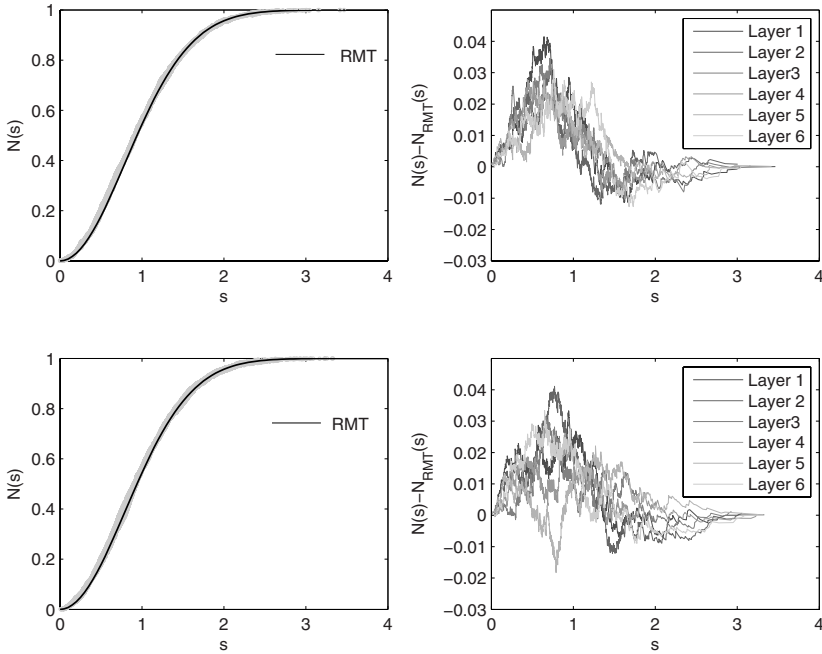 1
0.8
0.6
0.4
0.2
0
N(s)
RMT
0 1 2 3 4
s
0.04
0.03
0.02
0.01
0
−0.01
−0.02
−0.03
N(s)−N_RMT(s)
Layer 1
Layer 2
Layer3
Layer 4
Layer 5
Layer 6
0 1 2 3 4
s
1
0.8
0.6
0.4
0.2
0
N(s)
RMT
0 1 2 3 4
s
0.04
0.03
0.02
0.01
0
−0.01
−0.02
−0.03
N(s)−N_RMT(s)
Layer 1
Layer 2
Layer3
Layer 4
Layer 5
Layer 6
0 1 2 3 4
s